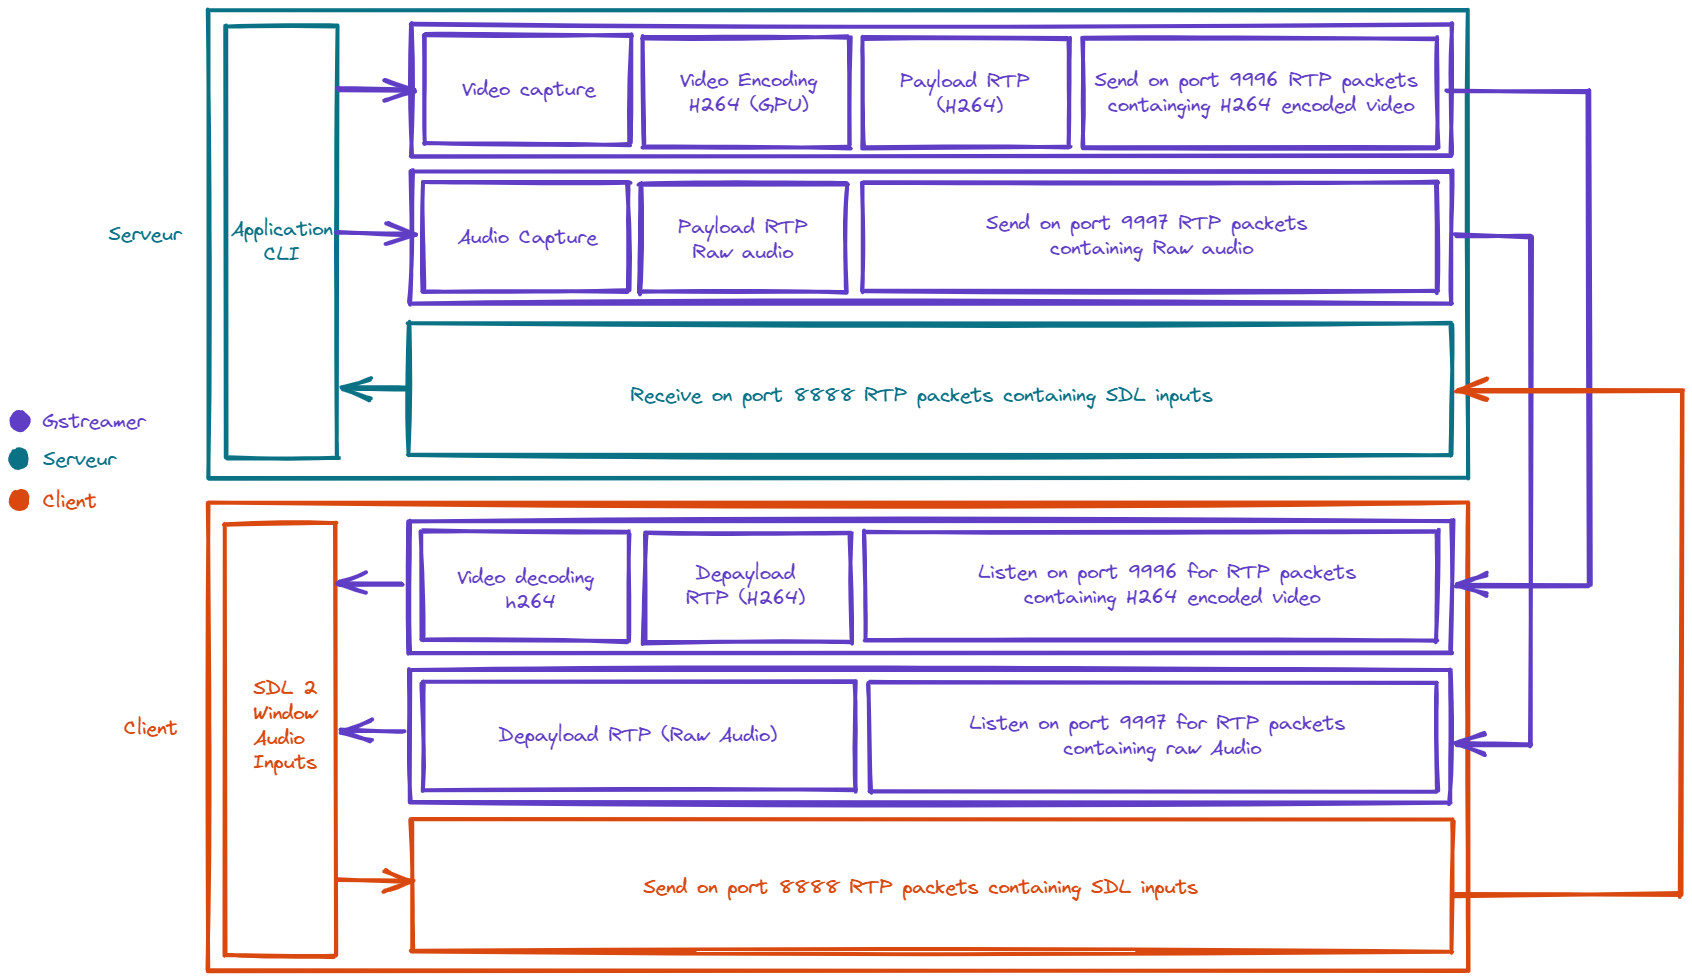 Video capture
Video Encoding
H264 (GPU)
Payload RTP
(H264)
Send on port 9996 RTP packets
containging H264 encoded video
Serveur
Application
CLI
Audio Capture
Payload RTP
Raw audio
Send on port 9997 RTP packets
containing Raw audio
Receive on port 8888 RTP packets containing SDL inputs
Gstreamer
Serveur
Client
Video decoding
h264
Depayload
RTP (H264)
Listen on port 9996 for RTP packets
containing H264 encoded video
Client
SDL 2
Window
Audio
Inputs
Depayload RTP (Raw Audio)
Listen on port 9997 for RTP packets
containing raw Audio
Send on port 8888 RTP packets containing SDL inputs